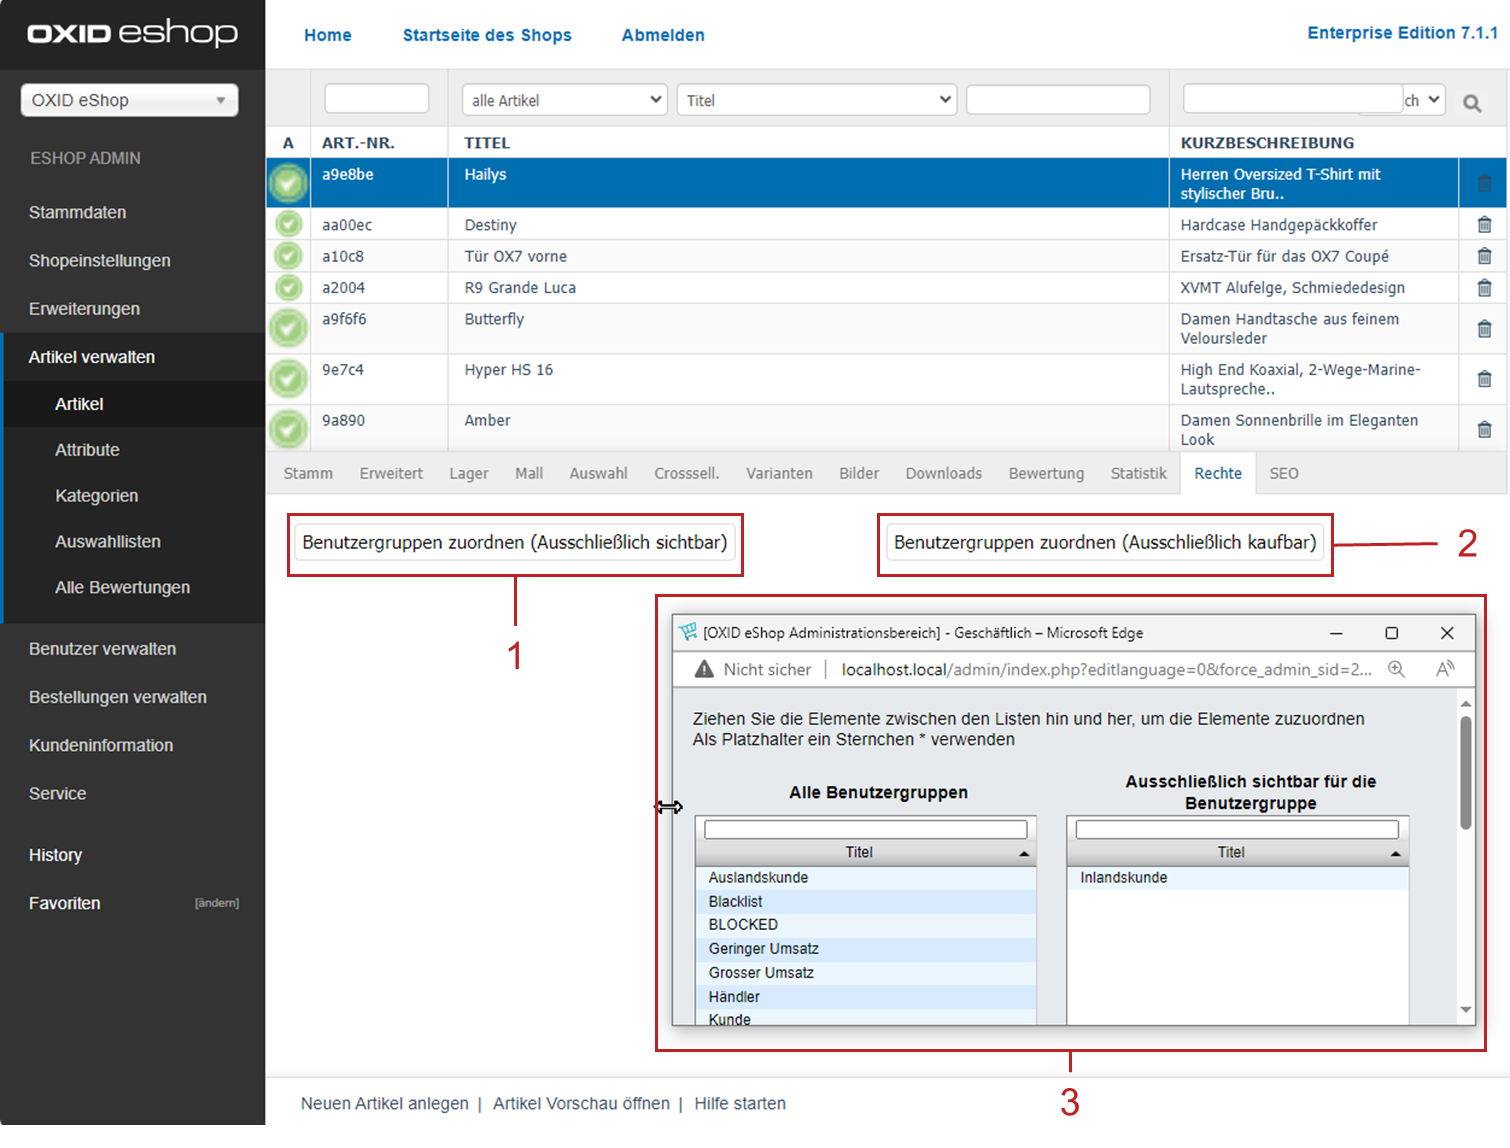 OXID eshop
Home
Startseite des Shops
Abmelden
Enterprise Edition 7.1.1
OXID eShop
ESHOP ADMIN
Stammdaten
Shopeinstellungen
Erweiterungen
Artikel verwalten
Artikel
Attribute
Kategorien
Auswahllisten
Alle Bewertungen
Benutzer verwalten
Bestellungen verwalten
Kundeninformation
Service
History
Favoriten [ändern]
alle Artikel
Titel
ch
A ART.-NR. TITEL KURZBESCHREIBUNG
a9e8be Hailys Herren Oversized T-Shirt mit
stylischer Bru..
aa00ec Destiny Hardcase Handgepäckkoffer
a10c8 Tür OX7 vorne Ersatz-Tür für das OX7 Coupé
a2004 R9 Grande Luca XVMT Alufelge, Schmiededesign
a9f6f6 Butterfly Damen Handtasche aus feinem
Veloursleder
9e7c4 Hyper HS 16 High End Koaxial, 2-Wege-Marine-
Lautspreche..
9a890 Amber Damen Sonnenbrille im Eleganten
Look
Stamm Erweitert Lager Mall Auswahl Crosssell. Varianten Bilder Downloads Bewertung Statistik Rechte SEO
Benutzergruppen zuordnen (Ausschließlich sichtbar)
Benutzergruppen zuordnen (Ausschließlich kaufbar)
2
1
[OXID eShop Administrationsbereich] - Geschäftlich – Microsoft Edge
Nicht sicher localhost.local/admin/index.php?editlanguage=0&force_admin_sid=2...
Ziehen Sie die Elemente zwischen den Listen hin und her, um die Elemente zuzuordnen
Als Platzhalter ein Sternchen * verwenden
Alle Benutzergruppen
Titel
Auslandskunde
Blacklist
BLOCKED
Geringer Umsatz
Grosser Umsatz
Händler
Kunde
Ausschließlich sichtbar für die
Benutzergruppe
Titel
Inlandskunde
3
Neuen Artikel anlegen | Artikel Vorschau öffnen | Hilfe starten